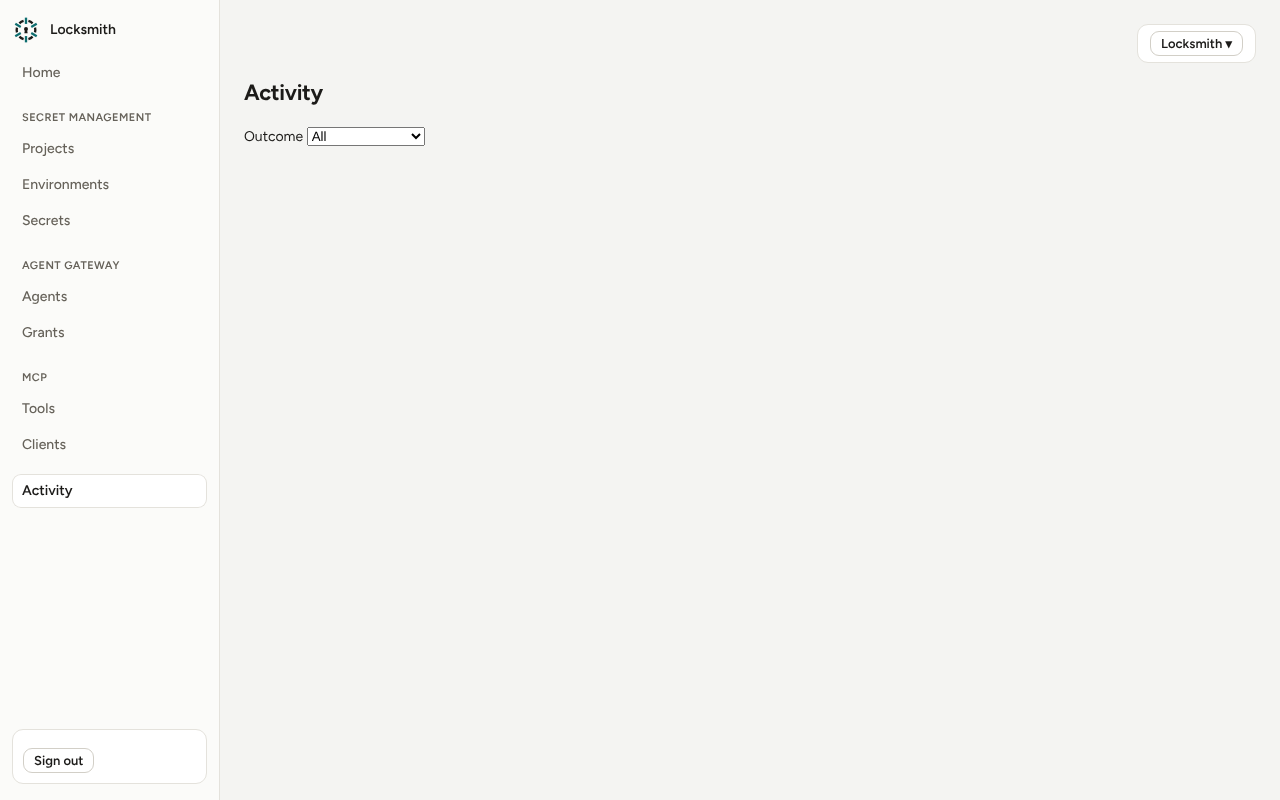 Locksmith
Home
SECRET MANAGEMENT
Projects
Environments
Secrets
AGENT GATEWAY
Agents
Grants
MCP
Tools
Clients
Activity
Sign out
Locksmith ▾
Activity
Outcome All